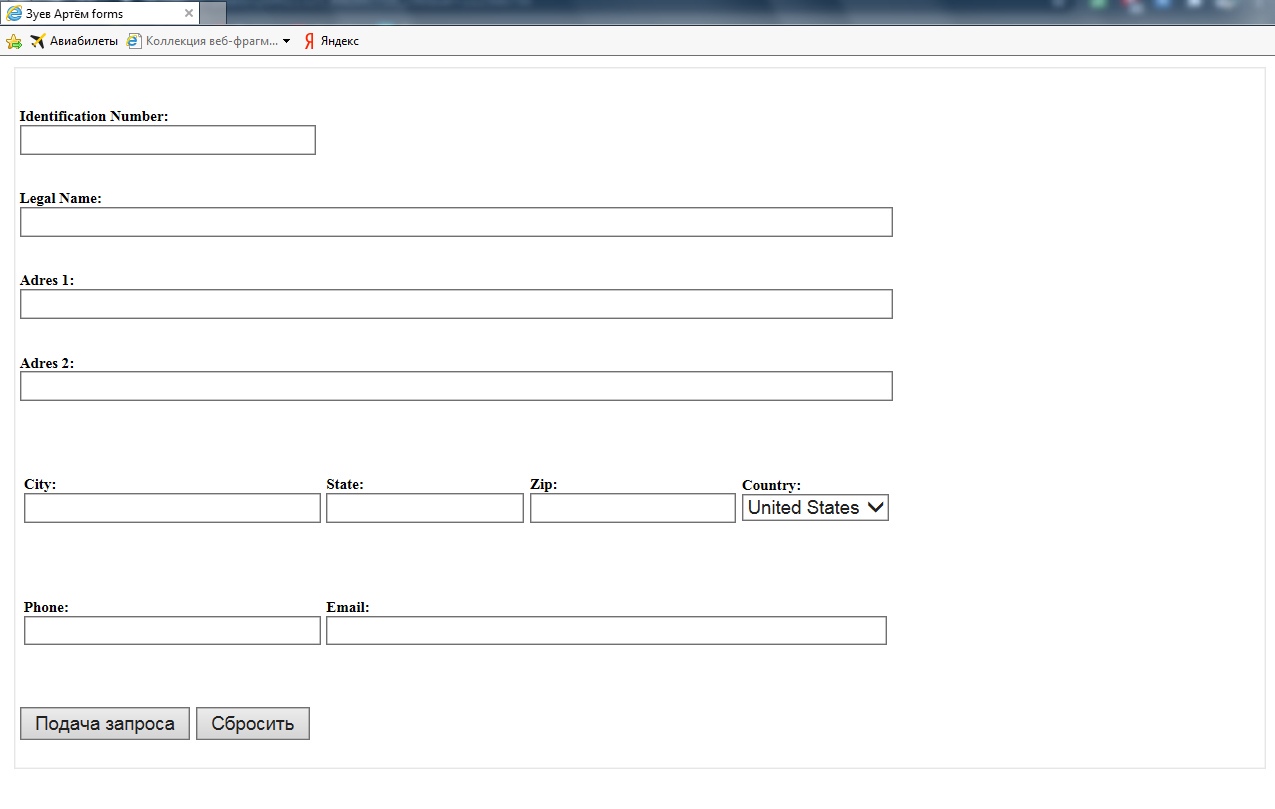 Зуев Артём forms
Авиабилеты Коллекция веб-фрагм... Яндекс
Identification Number:
Legal Name:
Adres 1:
Adres 2:
City: State: Zip: Country:
United States
Phone: Email:
Подача запроса Сбросить